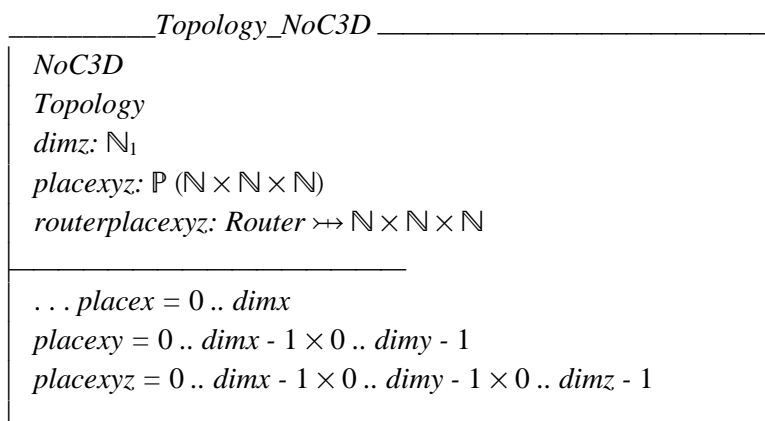 Topology_NoC3D
NoC3D
Topology
dimz: ℕ₁
placexyz: ℙ (ℕ × ℕ × ℕ)
routerplacexyz: Router ⤖ ℕ × ℕ × ℕ
. . . placex = 0 .. dimx
placexy = 0 .. dimx - 1 × 0 .. dimy - 1
placexyz = 0 .. dimx - 1 × 0 .. dimy - 1 × 0 .. dimz - 1